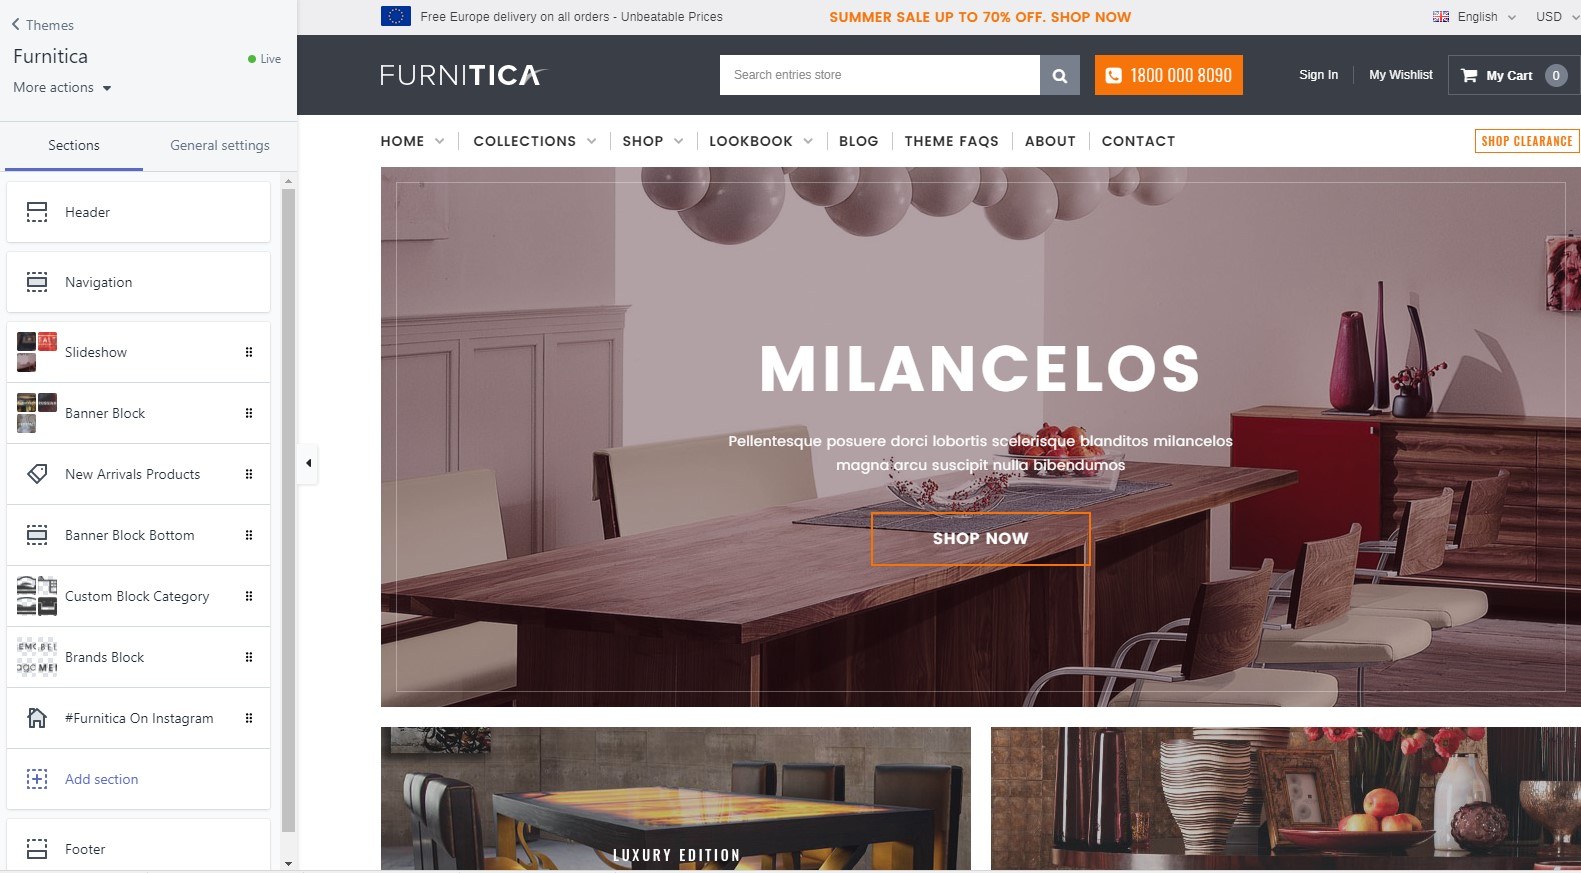 Themes
Furnitica
Live
More actions
Sections
General settings
Header
Navigation
Slideshow
Banner Block
New Arrivals Products
Banner Block Bottom
Custom Block Category
Brands Block
#Furnitica On Instagram
Add section
Footer
Free Europe delivery on all orders - Unbeatable Prices
SUMMER SALE UP TO 70% OFF. SHOP NOW
English
USD
FURNITICA
Search entries store
1800 000 8090
Sign In
My Wishlist
My Cart 0
HOME
COLLECTIONS
SHOP
LOOKBOOK
BLOG
THEME FAQS
ABOUT
CONTACT
SHOP CLEARANCE
MILANCELOS
Pellentesque posuere dorci lobortis scelerisque blanditos milancelos
magna arcu suscipit nulla bibendumos
SHOP NOW
LUXURY EDITION